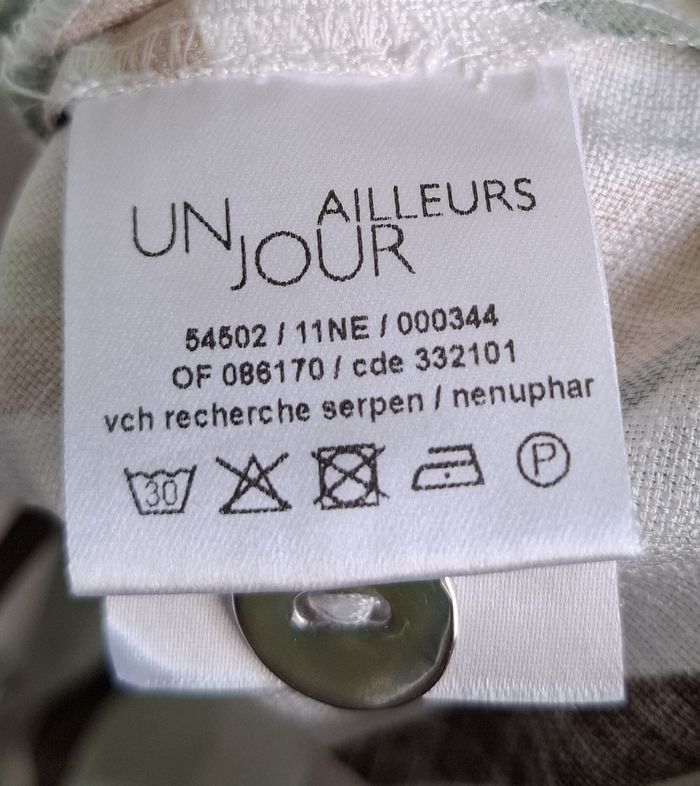 UN JOUR AILLEURS
54502 / 11NE / 000344
OF 086170 / cde 332101
vch recherche serpen / nenuphar
30 P